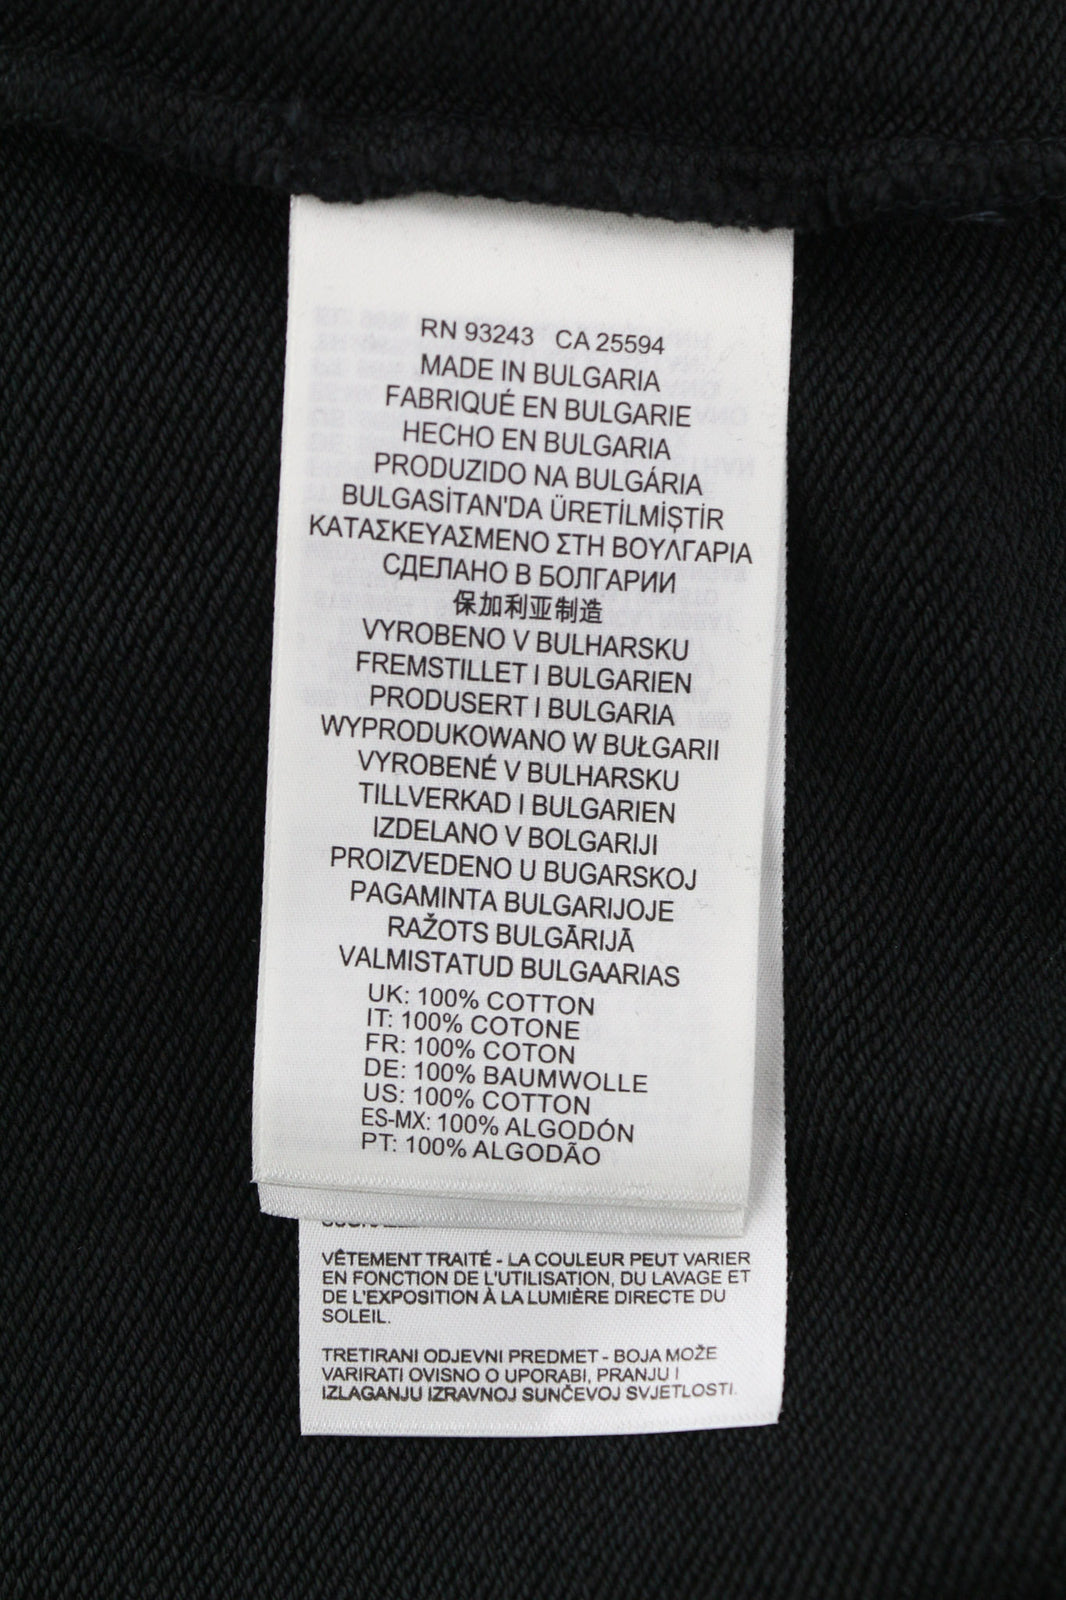 RN 93243 CA 25594
MADE IN BULGARIA
FABRIQUÉ EN BULGARIE
HECHO EN BULGARIA
PRODUZIDO NA BULGÁRIA
BULGASİTAN'DA ÜRETİLMİŞTİR
ΚΑΤΑΣΚΕΥΑΣΜΕΝΟ ΣΤΗ ΒΟΥΛΓΑΡΙΑ
СДЕЛАНО В БОЛГАРИИ
保加利亚制造
VYROBENO V BULHARSKU
FREMSTILLET I BULGARIEN
PRODUSERT I BULGARIA
WYPRODUKOWANO W BUŁGARII
VYROBENÉ V BULHARSKU
TILLVERKAD I BULGARIEN
IZDELANO V BOLGARIJI
PROIZVEDENO U BUGARSKOJ
PAGAMINTA BULGARIJOJE
RAŽOTS BULGĀRIJĀ
VALMISTATUD BULGAARIAS
UK: 100% COTTON
IT: 100% COTONE
FR: 100% COTON
DE: 100% BAUMWOLLE
US: 100% COTTON
ES-MX: 100% ALGODÓN
PT: 100% ALGODÃO
VÊTEMENT TRAITÉ - LA COULEUR PEUT VARIER
EN FONCTION DE L'UTILISATION, DU LAVAGE ET
DE L'EXPOSITION À LA LUMIÈRE DIRECTE DU
SOLEIL.
TRETIRANI ODJEVNI PREDMET - BOJA MOŽE
VARIRATI OVISNO O UPORABI, PRANJU I
IZLAGANJU IZRAVNOJ SUNČEVOJ SVJETLOSTI.